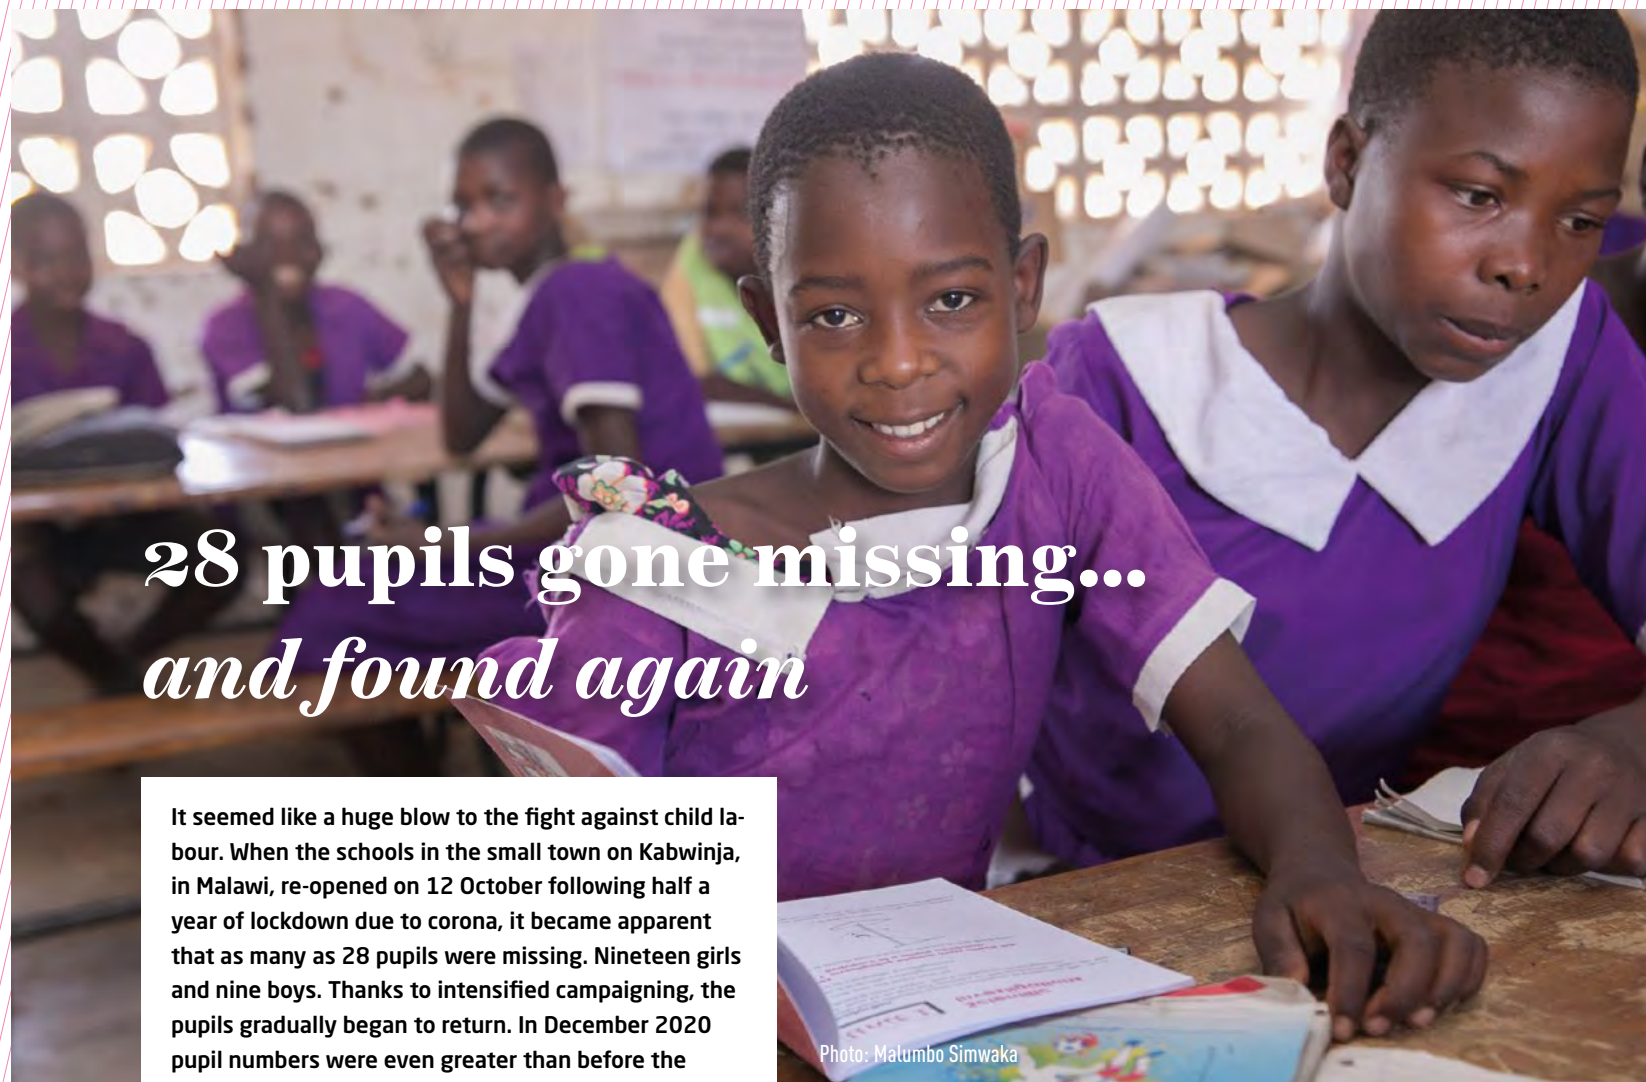 28 pupils gone missing...
and found again
It seemed like a huge blow to the fight against child la-
bour. When the schools in the small town on Kabwinja,
in Malawi, re-opened on 12 October following half a
year of lockdown due to corona, it became apparent
that as many as 28 pupils were missing. Nineteen girls
and nine boys. Thanks to intensified campaigning, the
pupils gradually began to return. In December 2020
pupil numbers were even greater than before the
Photo: Malumbo Simwaka